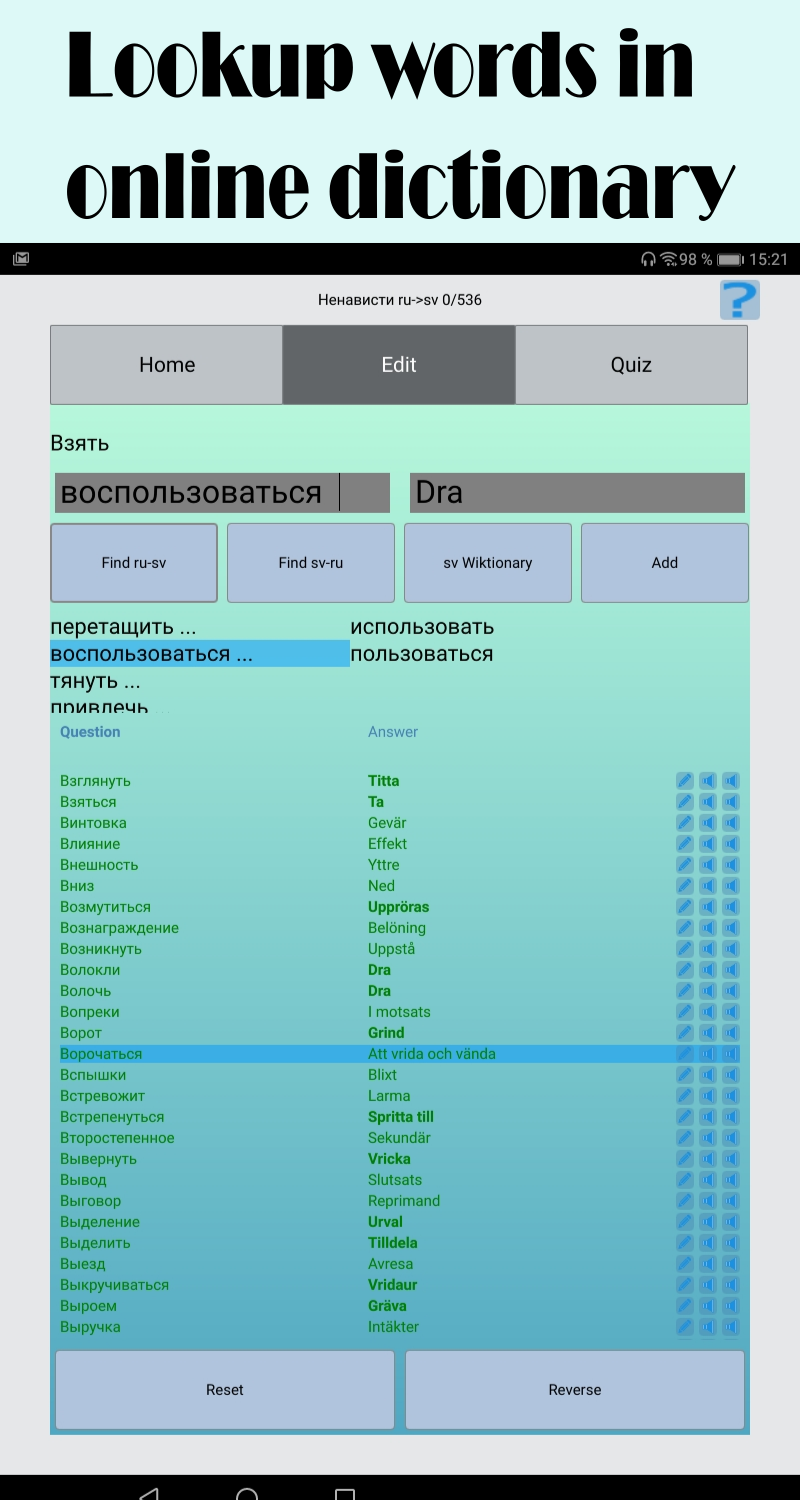 Lookup words in
online dictionary
98 % 15:21
Ненависти ru->sv 0/536
?
Home Edit Quiz
Взять
воспользоваться Dra
Find ru-sv Find sv-ru sv Wiktionary Add
перетащить ... использовать
воспользоваться ... пользоваться
тянуть ...
привлечь ...
Question Answer
Взглянуть Titta
Взяться Ta
Винтовка Gevär
Влияние Effekt
Внешность Yttre
Вниз Ned
Возмутиться Uppröras
Вознаграждение Belöning
Возникнуть Uppstå
Волокли Dra
Волочь Dra
Вопреки I motsats
Ворот Grind
Ворочаться Att vrida och vända
Вспышки Blixt
Встревожит Larma
Встрепенуться Spritta till
Второстепенное Sekundär
Вывернуть Vricka
Вывод Slutsats
Выговор Reprimand
Выделение Urval
Выделить Tilldela
Выезд Avresa
Выкручиваться Vridaur
Выроем Gräva
Выручка Intäkter
Reset Reverse